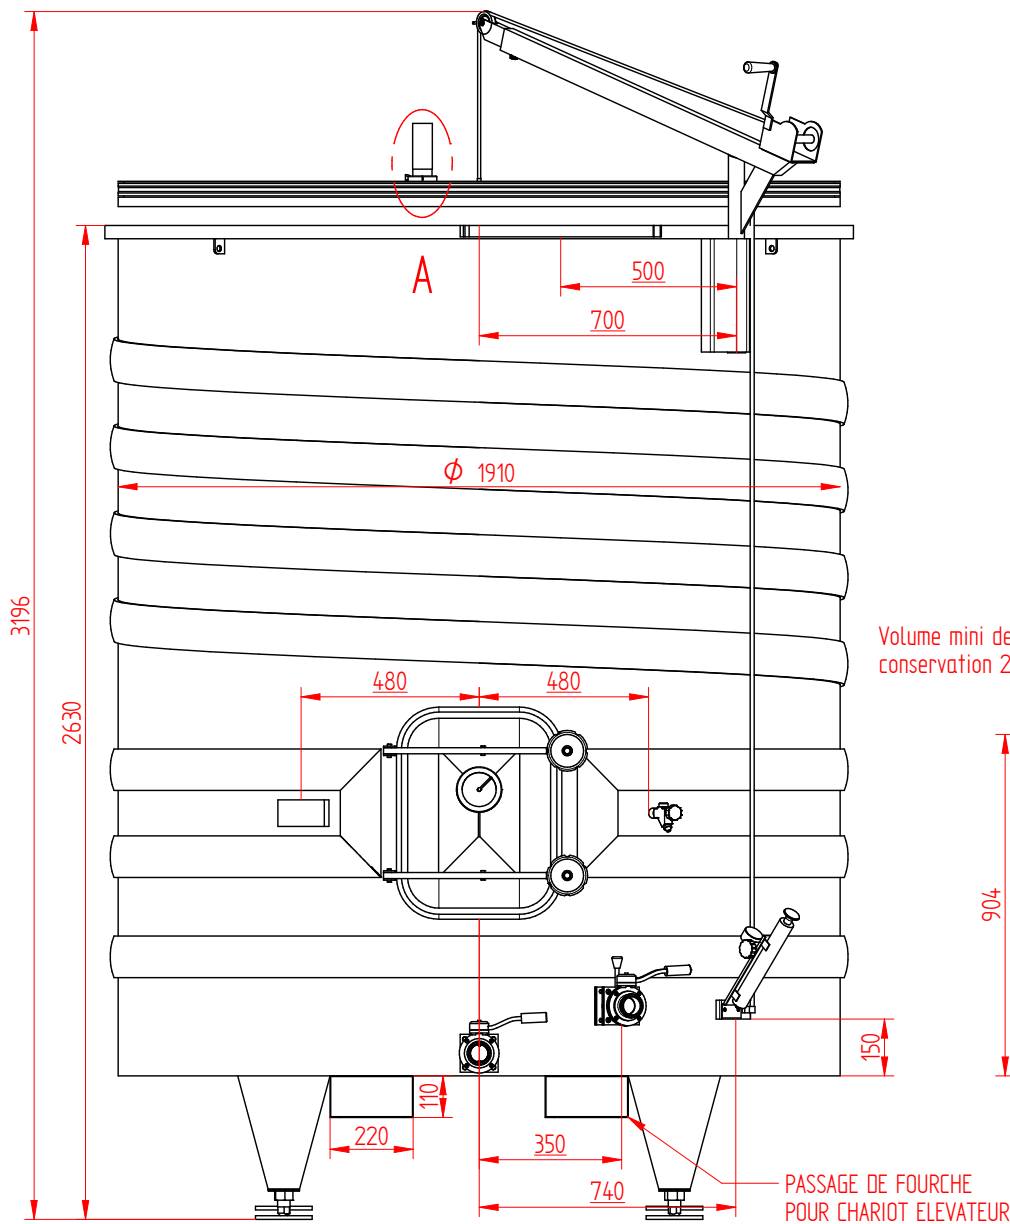 A
500
700
Φ 1910
3196
2630
Volume mini de
conservation 2
480
480
904
150
110
220
350
740
PASSAGE DE FOURCHE
POUR CHARIOT ELEVATEUR